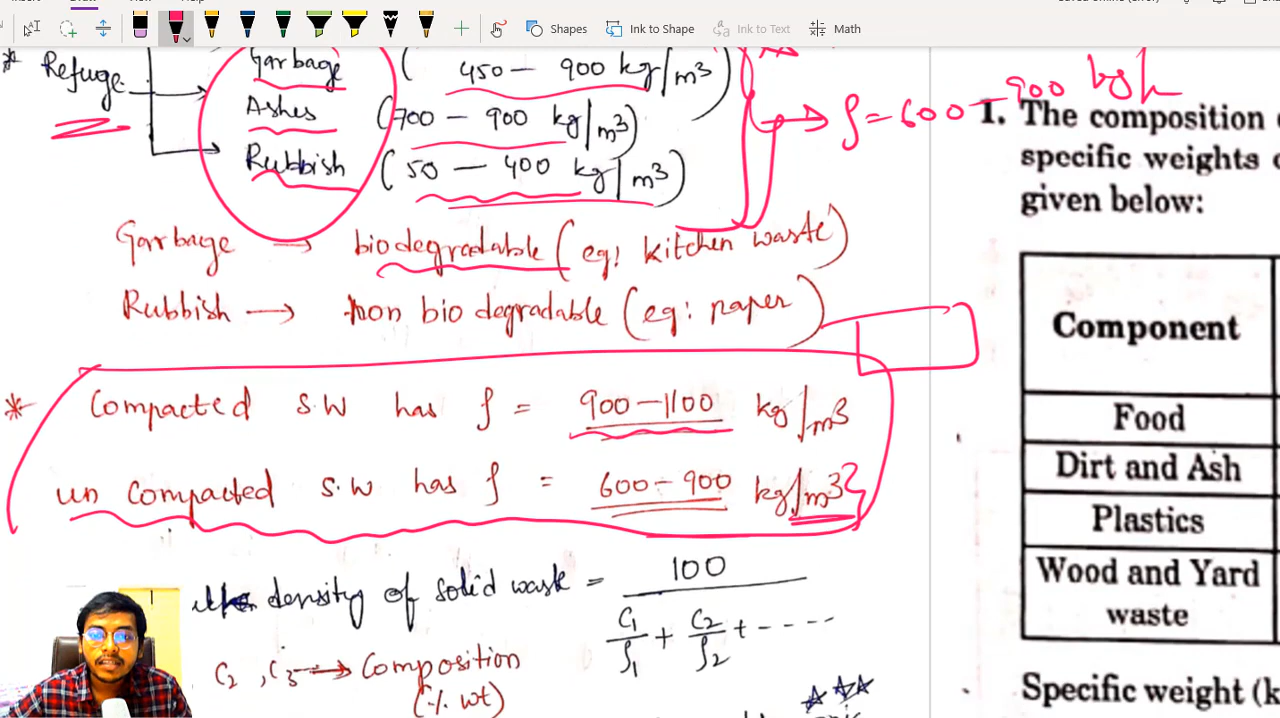 Draw
Shapes
Ink to Shape
Ink to Text
Math
* Refuge
Garbage ( 450 — 900 kg/m3 )
Ashes (700 — 900 kg/m3)
Rubbish ( 50 — 400 kg/m3 )
ρ = 600 — 900 kg/
Garbage → biodegradable ( eg: kitchen waste )
Rubbish → non bio degradable ( eq: paper )
* Compacted S.W has ρ = 900 — 1100 kg/m3
un compacted S.W has ρ = 600 — 900 kg/m3
density of solid waste = 100
C1/ρ1 + C2/ρ2 + - - - -
C2 , C3 → Composition
(% wt)
1. The composition
specific weights
given below:
Component
Food
Dirt and Ash
Plastics
Wood and Yard
waste
Specific weight (k